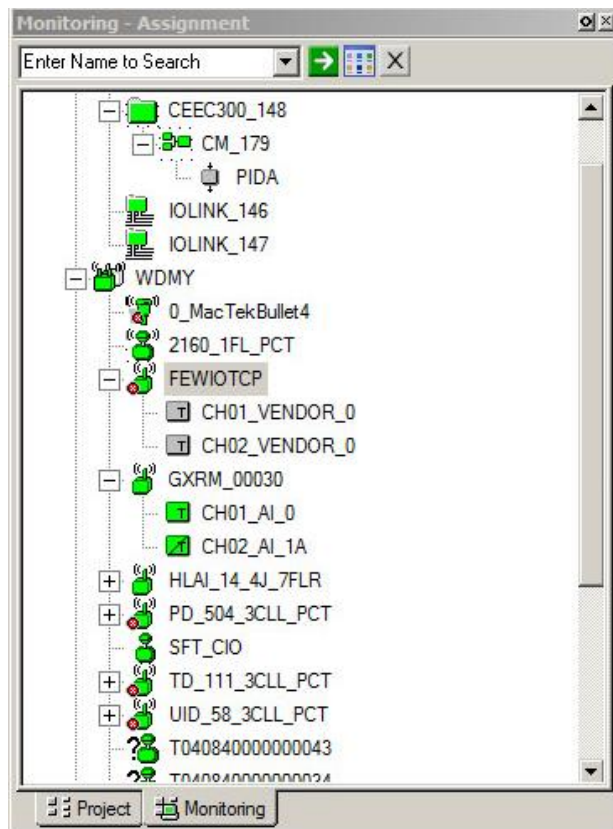 Monitoring - Assignment
Enter Name to Search
CEEC300_148
CM_179
PIDA
IOLINK_146
IOLINK_147
WDMY
0_MacTekBullet4
2160_1FL_PCT
FEWIOTCP
CH01_VENDOR_0
CH02_VENDOR_0
GXRM_00030
CH01_AI_0
CH02_AI_1A
HLAI_14_4J_7FLR
PD_504_3CLL_PCT
SFT_CIO
TD_111_3CLL_PCT
UID_58_3CLL_PCT
T040840000000043
T040840000000034
Project Monitoring